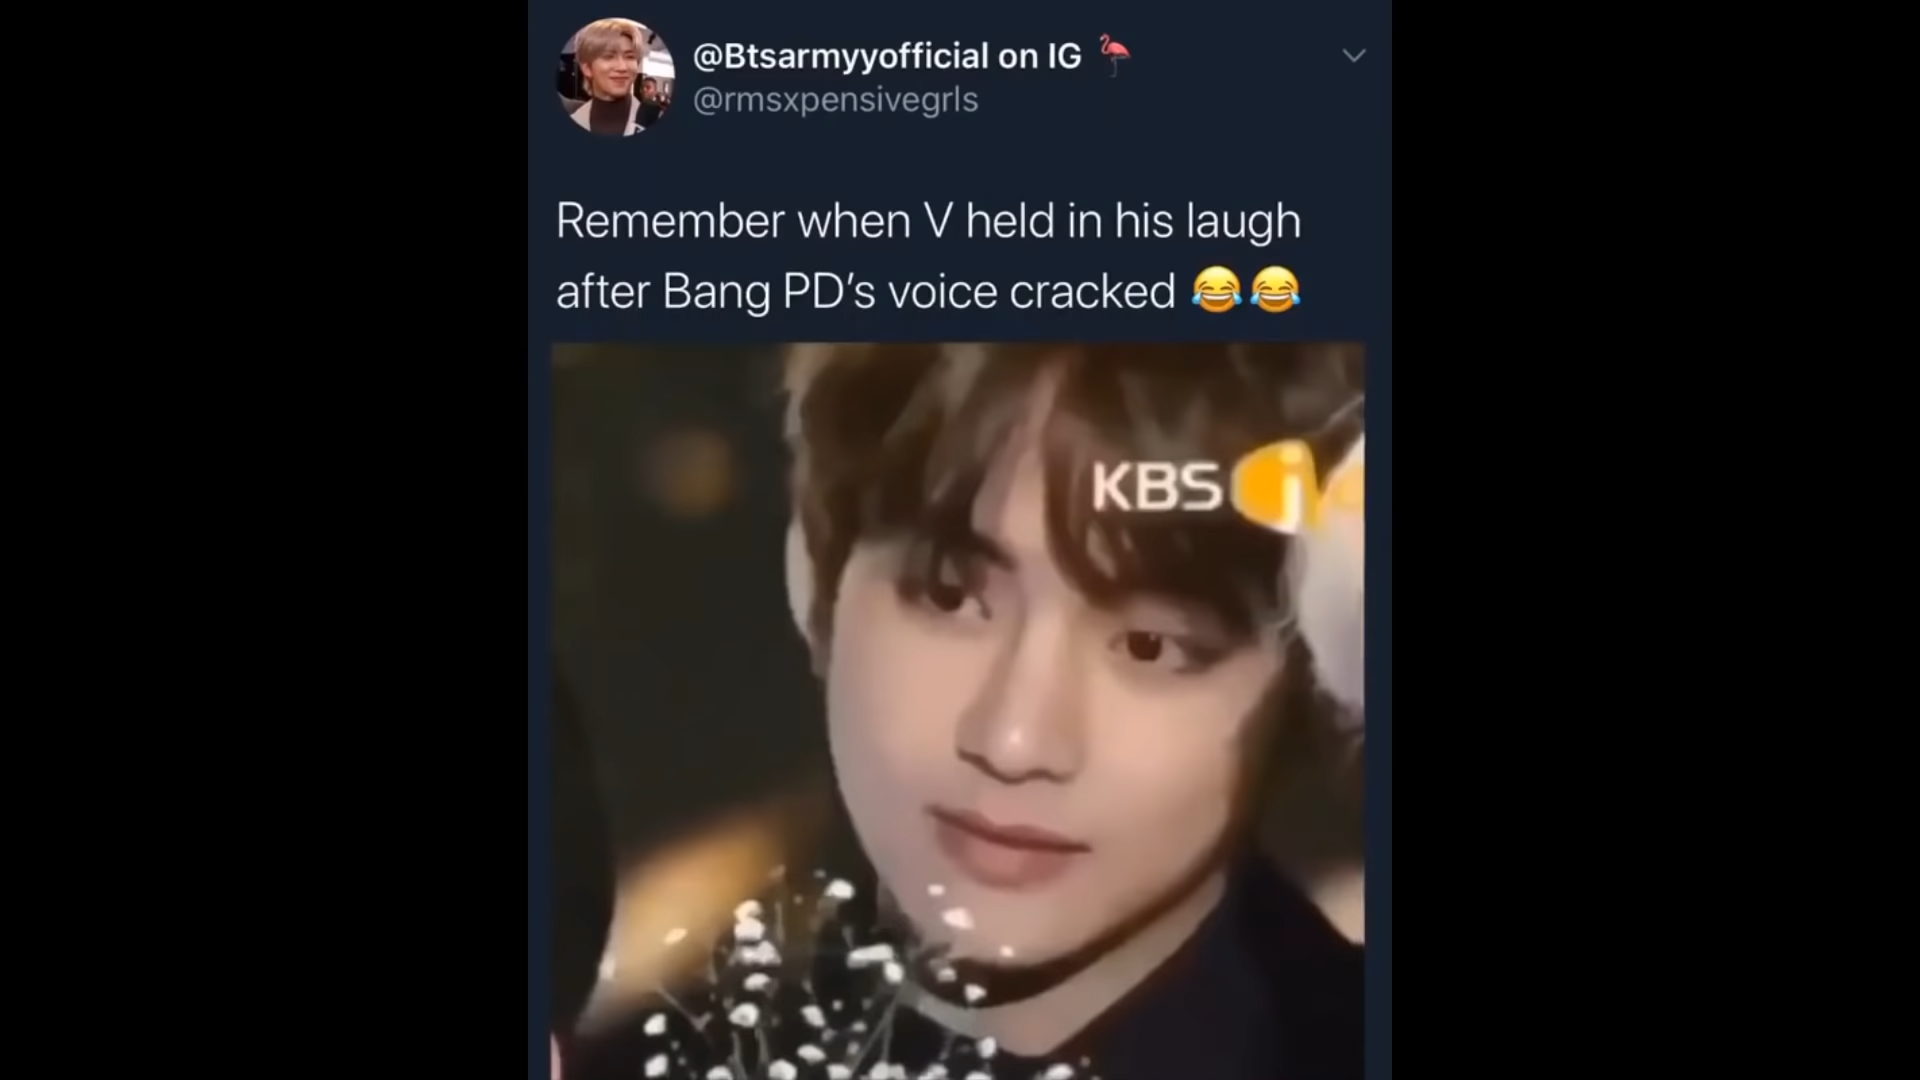 @Btsarmyyofficial on IG 🦩
@rmsxpensivegrls
Remember when V held in his laugh
after Bang PD’s voice cracked 😂😂
KBS